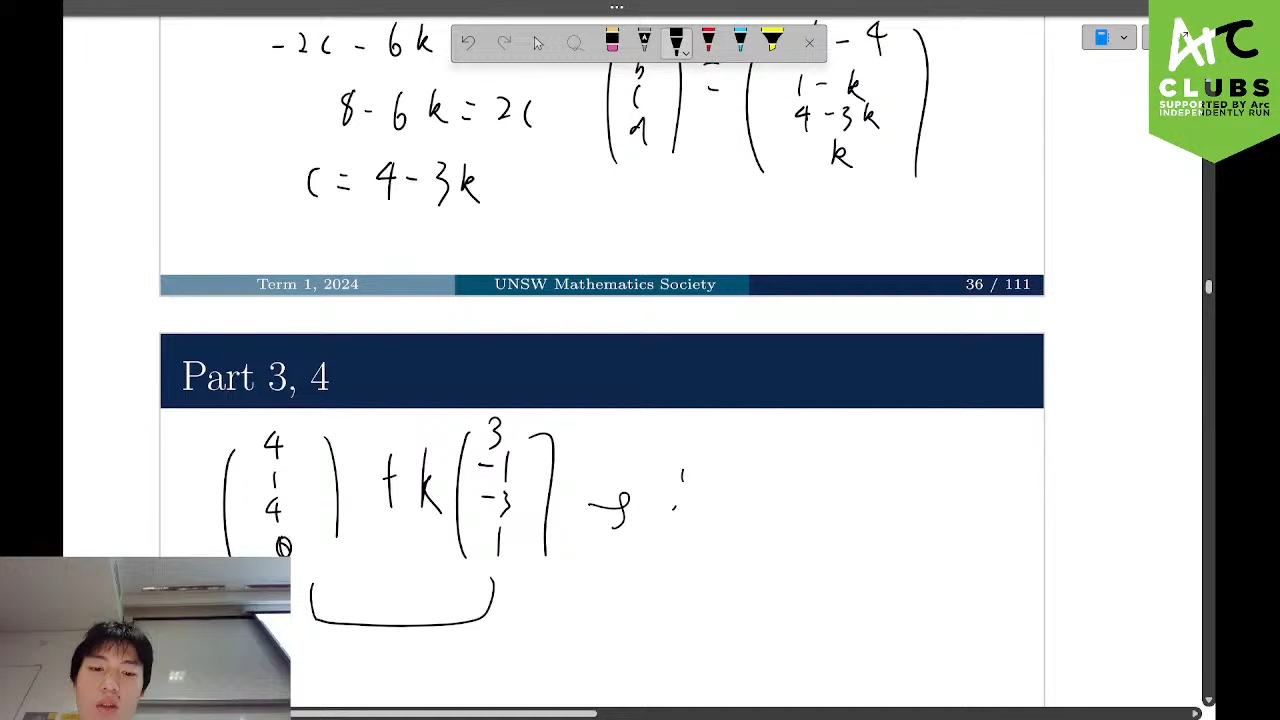 -2c - 6k
8 - 6k = 2c
c = 4 - 3k
- 4
1 - k
4 - 3k
k
c
d
Arc
CLUBS
SUPPORTED BY Arc
INDEPENDENTLY RUN
Term 1, 2024 UNSW Mathematics Society 36 / 111
Part 3, 4
4
1
4
0
+ k
3
-1
-3
1